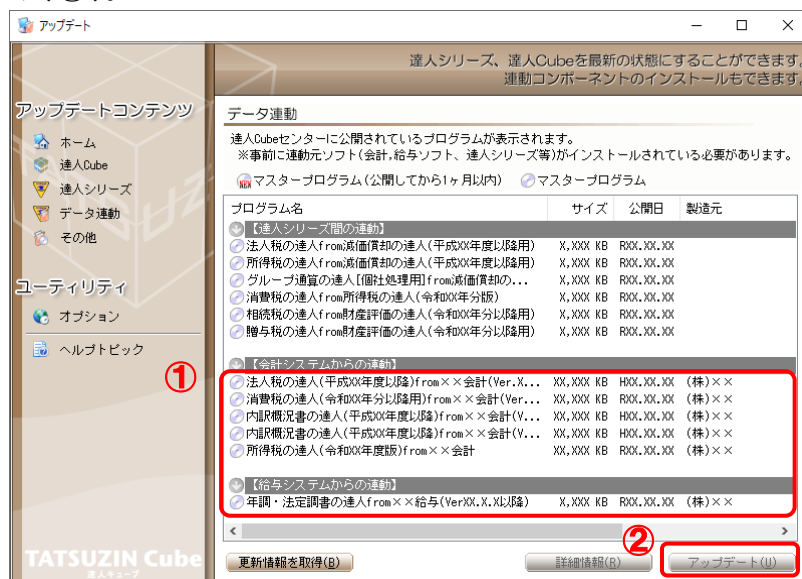 アップデート
達人シリーズ、達人Cubeを最新の状態にすることができます。
連動コンポーネントのインストールもできます。
アップデートコンテンツ
ホーム
達人Cube
達人シリーズ
データ連動
その他
ユーティリティ
オプション
ヘルプトピック
①
データ連動
達人Cubeセンターに公開されているプログラムが表示されます。
※事前に連動元ソフト(会計,給与ソフト、達人シリーズ等)がインストールされている必要があります。
NEW マスタープログラム(公開してから1ヶ月以内) マスタープログラム
プログラム名 サイズ 公開日 製造元
【達人シリーズ間の連動】
法人税の達人from減価償却の達人(平成XX年度以降用) X,XXX KB RXX.XX.XX
所得税の達人from減価償却の達人(平成XX年度以降用) X,XXX KB RXX.XX.XX
グループ通算の達人[個社処理用]from減価償却の... X,XXX KB RXX.XX.XX
消費税の達人from所得税の達人(令和XX年分版) X,XXX KB RXX.XX.XX
相続税の達人from財産評価の達人(令和XX年分以降用) X,XXX KB RXX.XX.XX
贈与税の達人from財産評価の達人(令和XX年分以降用) X,XXX KB RXX.XX.XX
【会計システムからの連動】
法人税の達人(平成XX年度以降)from××会計(Ver.X... XX,XXX KB HXX.XX.XX (株)××
消費税の達人(令和XX年分以降用)from××会計(Ver... XX,XXX KB RXX.XX.XX (株)××
内訳概況書の達人(平成XX年度以降)from××会計(V... XX,XXX KB HXX.XX.XX (株)××
内訳概況書の達人(平成XX年度以降)from××会計(V... XX,XXX KB RXX.XX.XX (株)××
所得税の達人(令和XX年度版)from××会計 XX,XXX KB RXX.XX.XX (株)××
【給与システムからの連動】
年調・法定調書の達人from××給与(VerXX.X.X以降) X,XXX KB RXX.XX.XX (株)××
②
更新情報を取得(B) 詳細情報(R) アップデート(U)
TATSUZIN Cube
達人キューブ